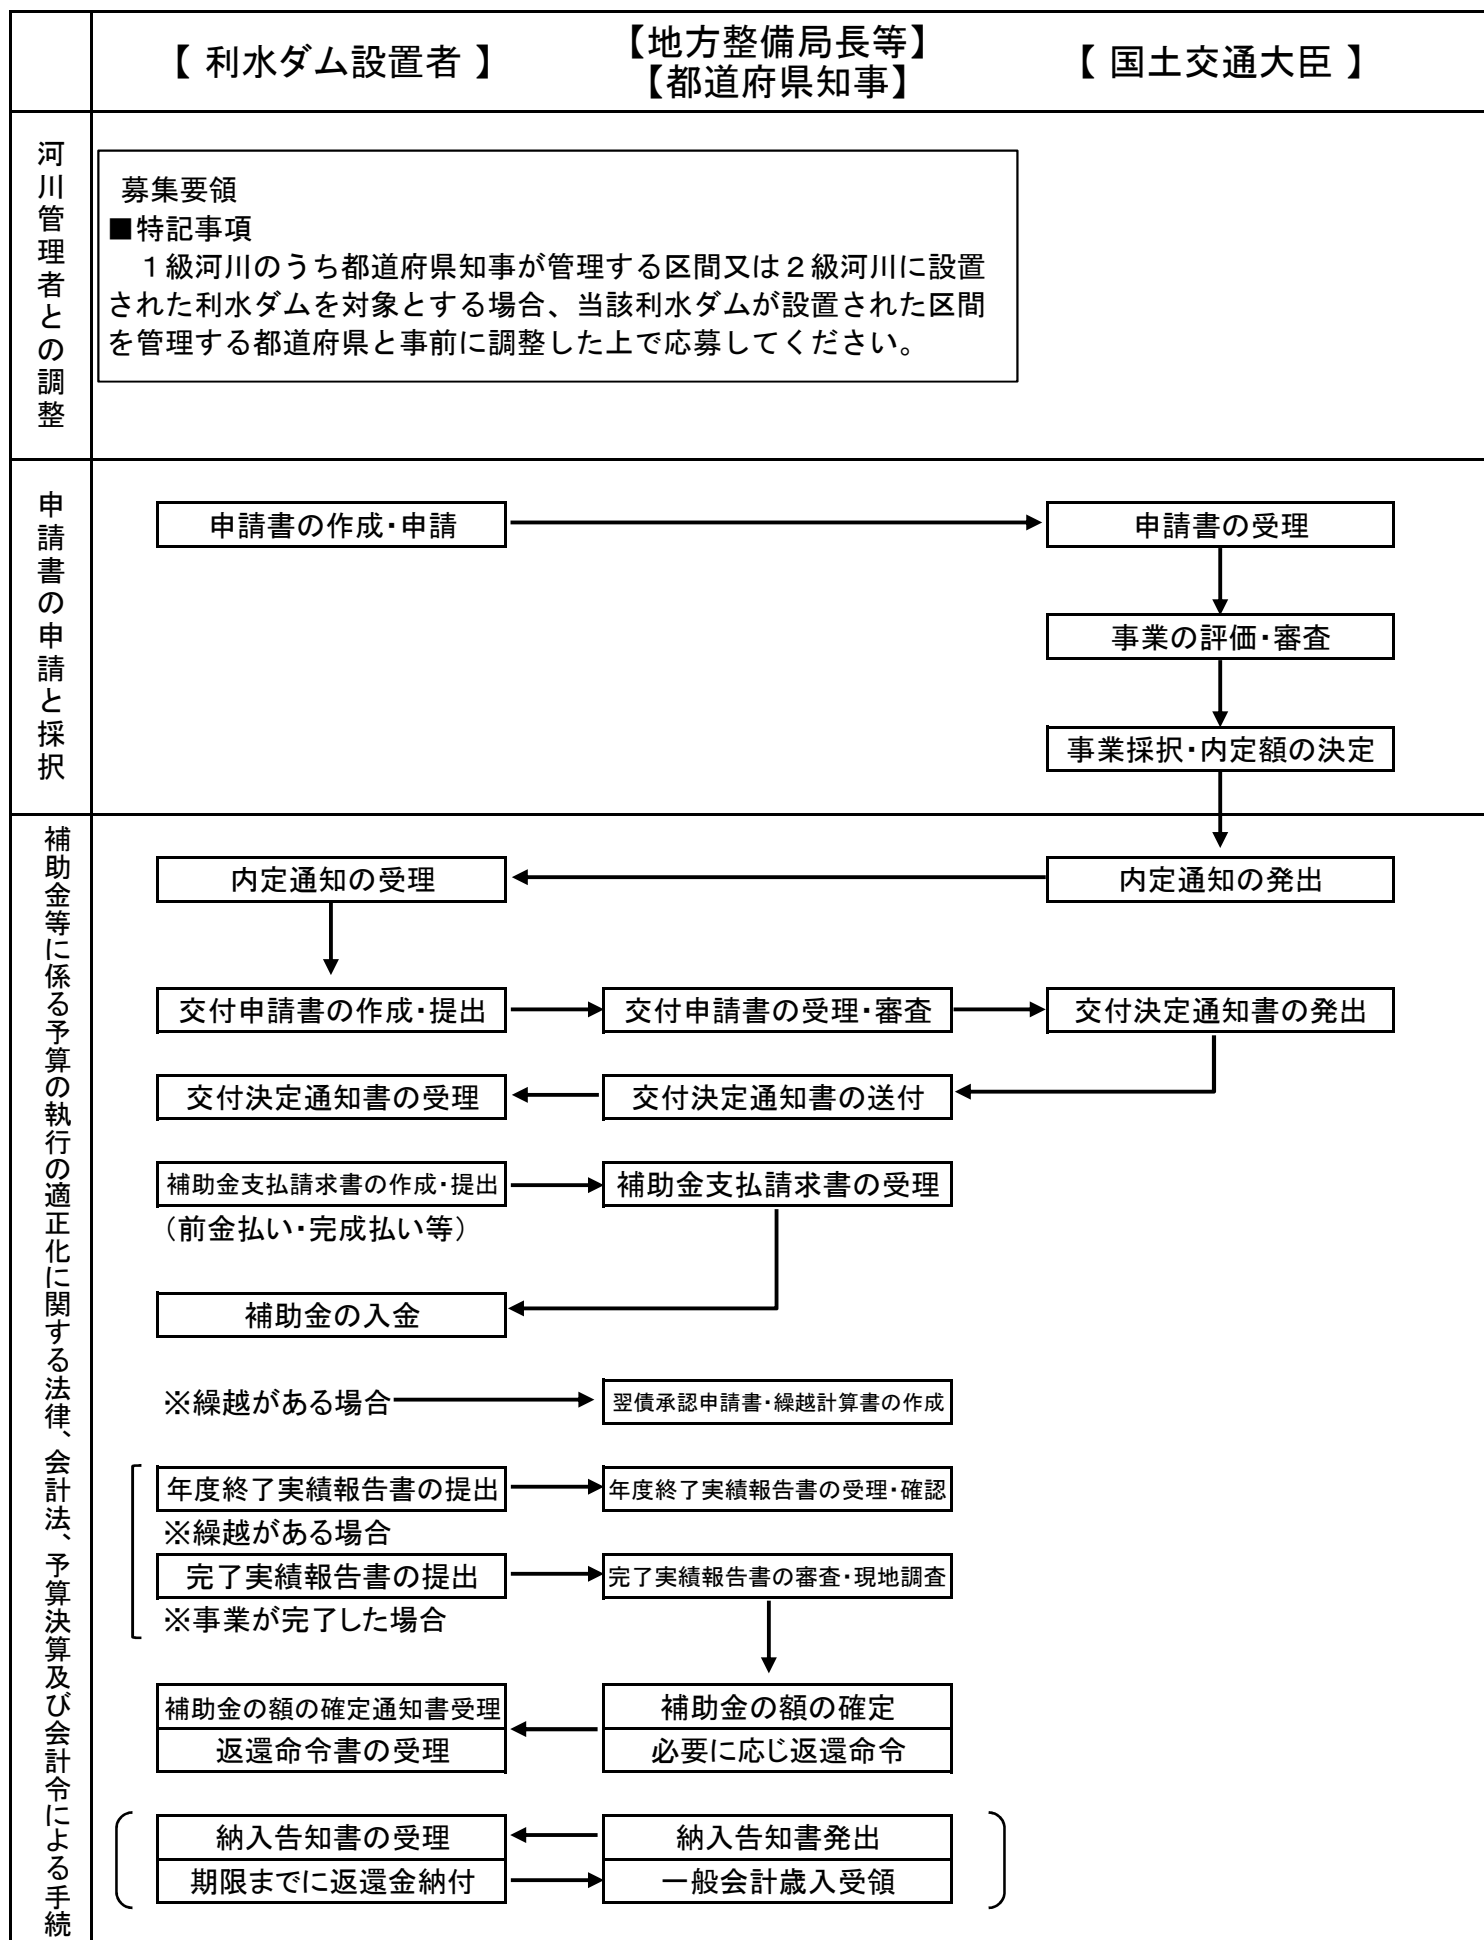 【 利水ダム設置者 】
【地方整備局長等】
【都道府県知事】
【 国土交通大臣 】
河川管理者との調整
募集要領
■特記事項
１級河川のうち都道府県知事が管理する区間又は２級河川に設置
された利水ダムを対象とする場合、当該利水ダムが設置された区間
を管理する都道府県と事前に調整した上で応募してください。
申請書の申請と採択
申請書の作成・申請
申請書の受理
事業の評価・審査
事業採択・内定額の決定
補助金等に係る予算の執行の適正化に関する法律、会計法、予算決算及び会計令による手続
内定通知の受理
内定通知の発出
交付申請書の作成・提出
交付申請書の受理・審査
交付決定通知書の発出
交付決定通知書の受理
交付決定通知書の送付
補助金支払請求書の作成・提出
補助金支払請求書の受理
（前金払い・完成払い等）
補助金の入金
※繰越がある場合
翌債承認申請書・繰越計算書の作成
年度終了実績報告書の提出
年度終了実績報告書の受理・確認
※繰越がある場合
完了実績報告書の提出
完了実績報告書の審査・現地調査
※事業が完了した場合
補助金の額の確定通知書受理
補助金の額の確定
返還命令書の受理
必要に応じ返還命令
納入告知書の受理
納入告知書発出
期限までに返還金納付
一般会計歳入受領